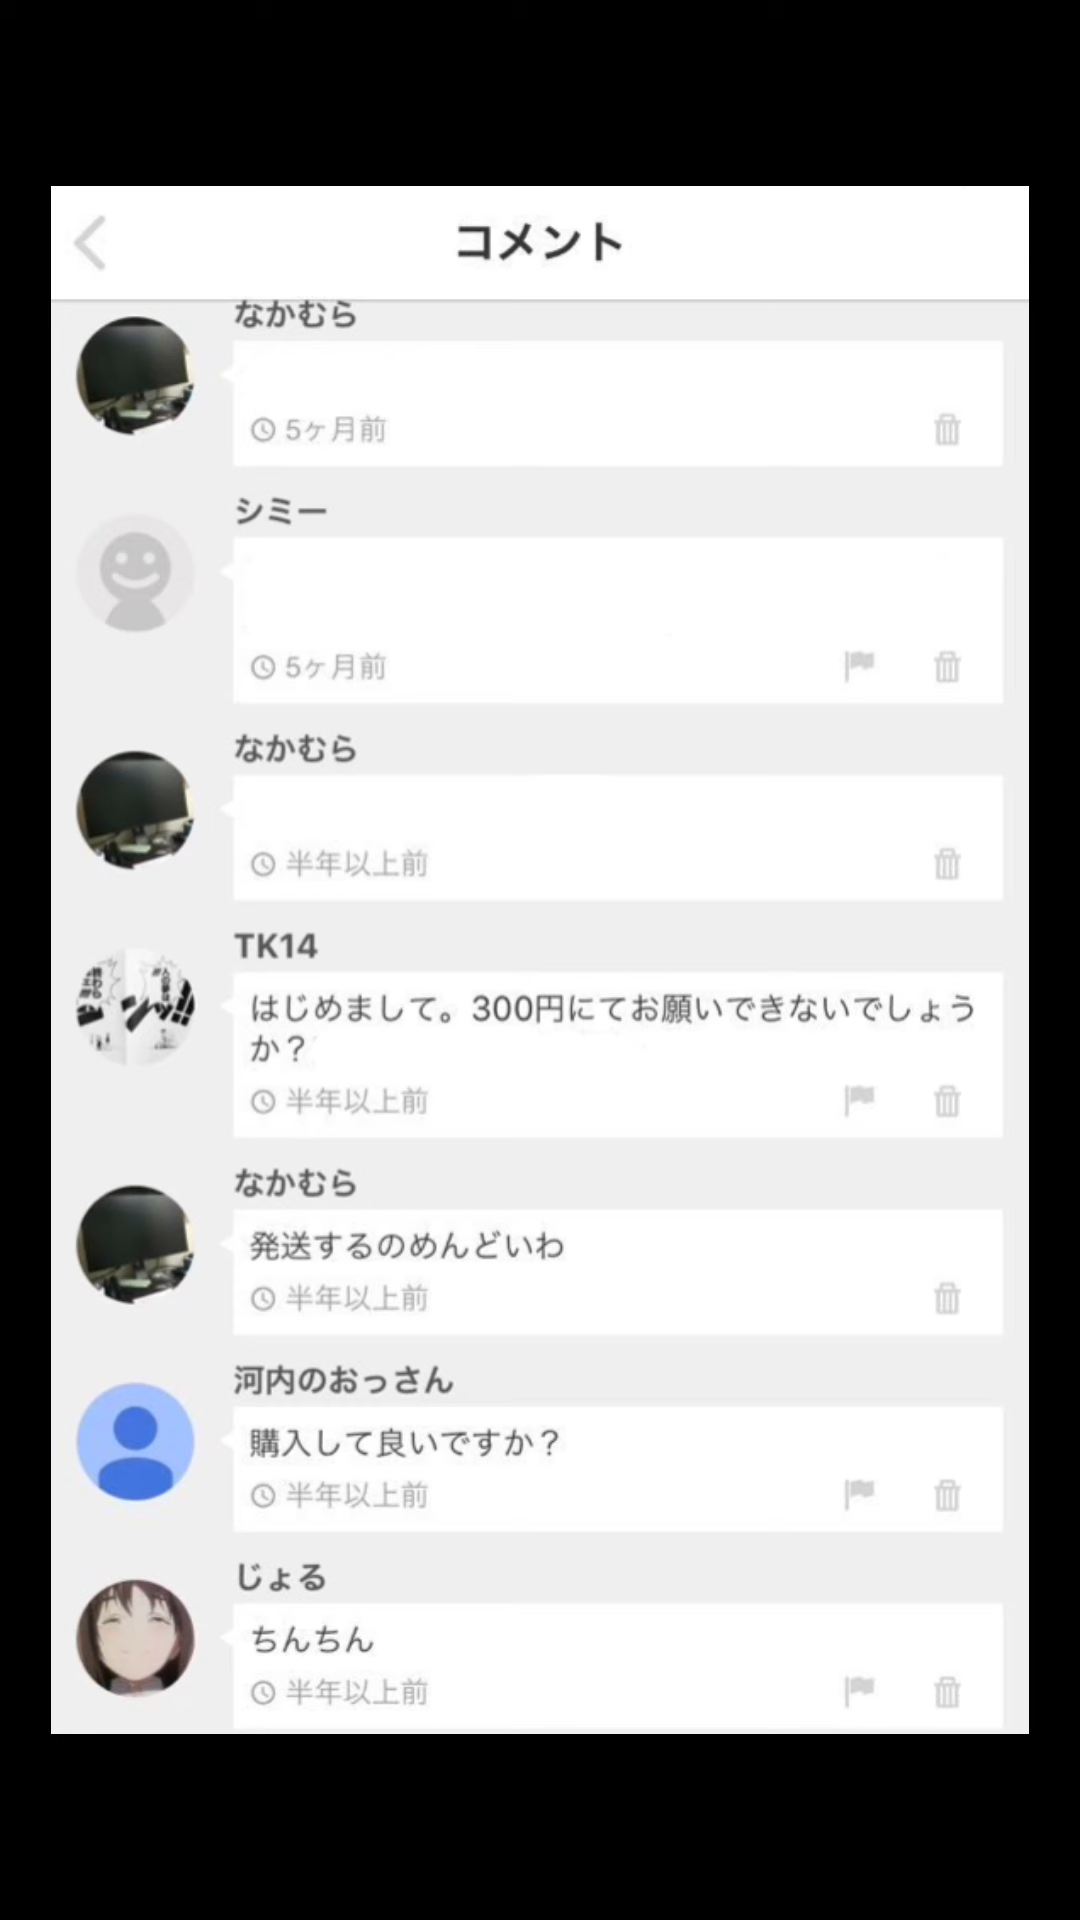 コメント
なかむら
5ヶ月前
シミー
5ヶ月前
なかむら
半年以上前
TK14
はじめまして。300円にてお願いできないでしょう
か？
半年以上前
なかむら
発送するのめんどいわ
半年以上前
河内のおっさん
購入して良いですか？
半年以上前
じょる
ちんちん
半年以上前